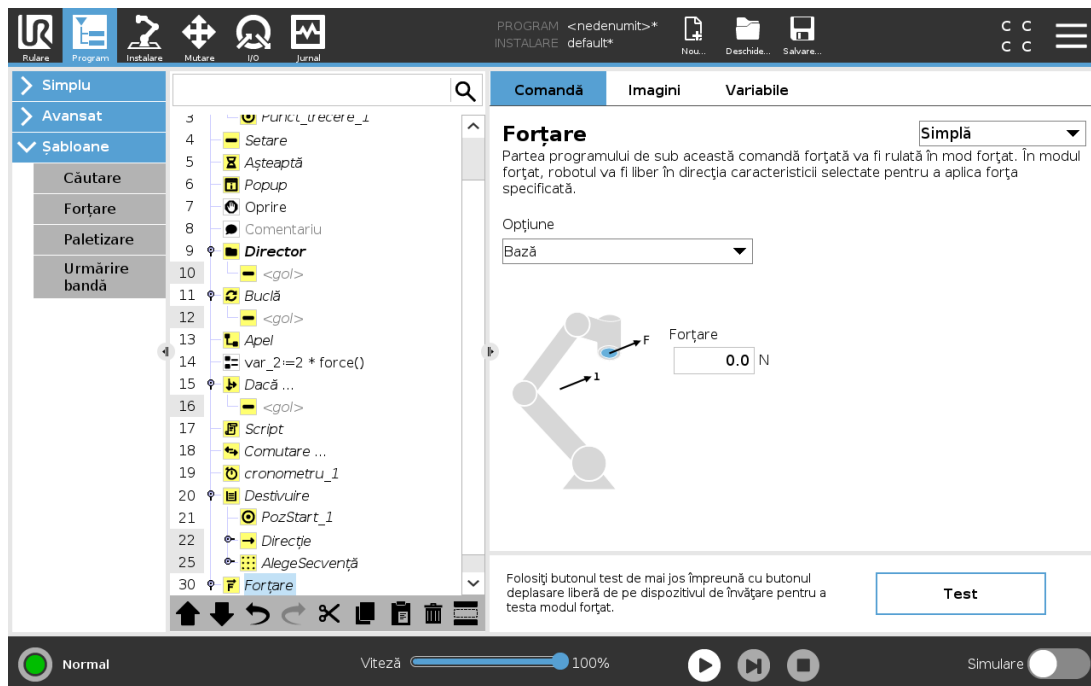 PROGRAM <nedenumit>*
INSTALARE default*
Rulare
Program
Instalare
Mutare
I/O
Jurnal
Nou...
Deschide...
Salvare...
C C
C C
Simplu
Avansat
Șabloane
Căutare
Forțare
Paletizare
Urmărire
bandă
3 Punct_trecere_1
4 Setare
5 Așteaptă
6 Popup
7 Oprire
8 Comentariu
9 Director
10 <gol>
11 Buclă
12 <gol>
13 Apel
14 var_2:=2 * force()
15 Dacă ...
16 <gol>
17 Script
18 Comutare ...
19 cronometru_1
20 Destivuire
21 PozStart_1
22 Direcție
25 AlegeSecvență
30 Forțare
Comandă
Imagini
Variabile
Forțare
Simplă
Partea programului de sub această comandă forțată va fi rulată în mod forțat. În modul
forțat, robotul va fi liber în direcția caracteristicii selectate pentru a aplica forța
specificată.
Opțiune
Bază
F
1
Forțare
0.0 N
Folosiți butonul test de mai jos împreună cu butonul
deplasare liberă de pe dispozitivul de învățare pentru a
testa modul forțat.
Test
Normal
Viteză
100%
Simulare